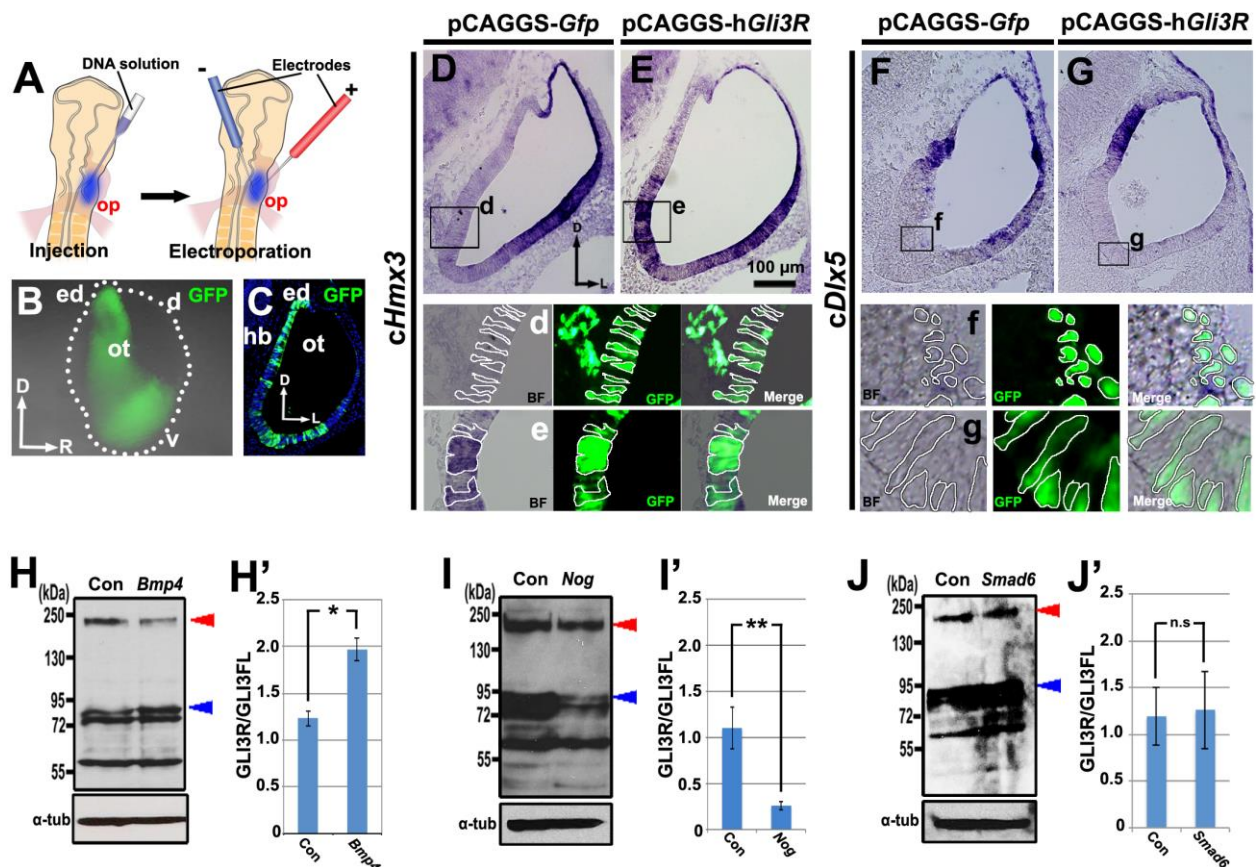 A
DNA solution
- Electrodes +
op
op
Injection
Electroporation
B
ed
d
GFP
ot
D
R
v
C
ed
GFP
hb
ot
D
L
pCAGGS-Gfp
pCAGGS-hGli3R
cHmx3
D
E
d
e
D
L
100 µm
d
BF
GFP
Merge
e
BF
GFP
Merge
pCAGGS-Gfp
pCAGGS-hGli3R
cDlx5
F
G
f
g
f
BF
GFP
Merge
g
BF
GFP
Merge
H
Con Bmp4
(kDa)
250
130
95
72
55
α-tub
H'
GLI3R/GLI3FL
2.5
2.0
1.5
1.0
0.5
0
*
Con
Bmp4
I
Con Nog
(kDa)
250
130
95
72
55
α-tub
I'
GLI3R/GLI3FL
2.5
2.0
1.5
1.0
0.5
0
**
Con
Nog
J
Con Smad6
(kDa)
250
130
95
72
55
α-tub
J'
GLI3R/GLI3FL
2.5
2.0
1.5
1.0
0.5
0
n.s
Con
Smad6